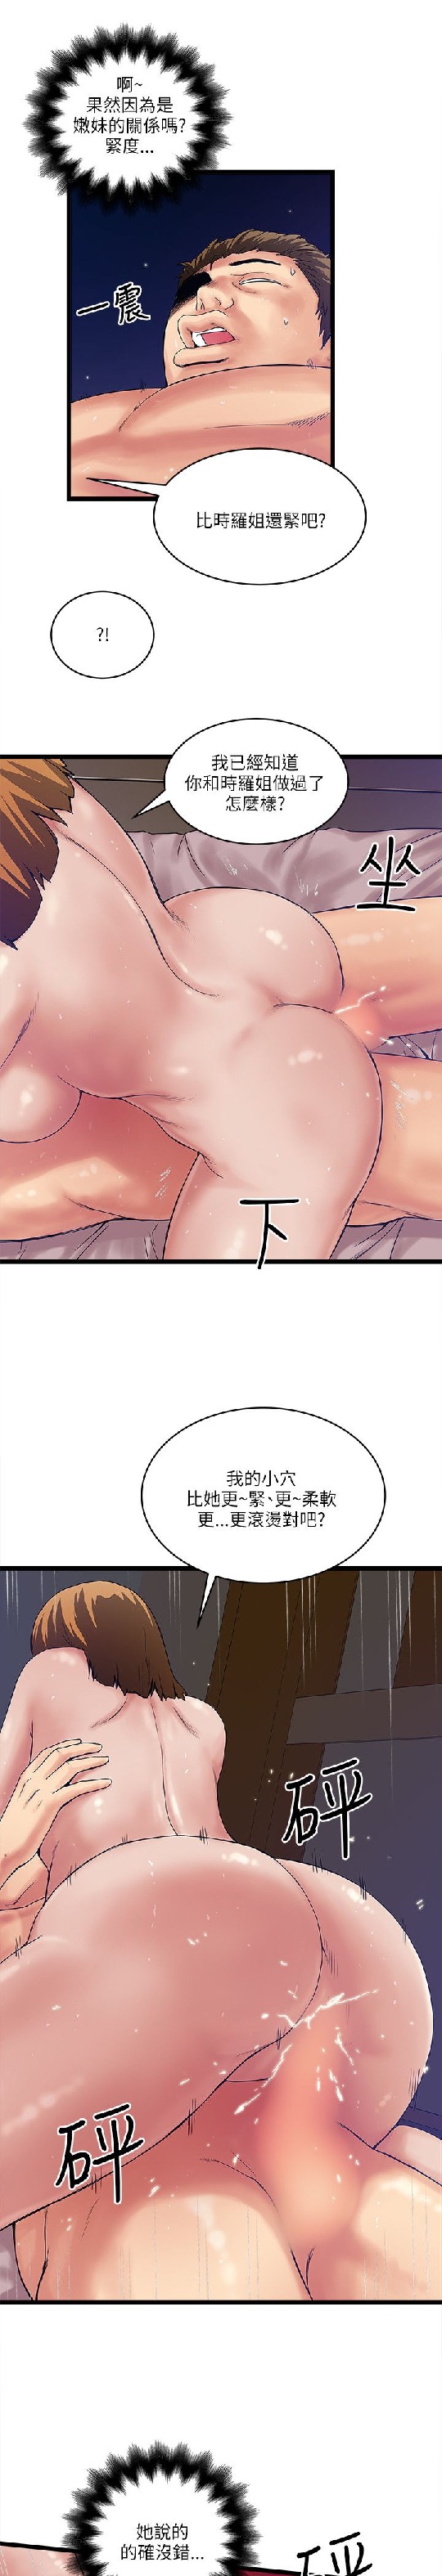 啊~
果然因為是
嫩妹的關係嗎?
緊度...
一震
比時羅姐還緊吧?
?!
我已經知道
你和時羅姐做過了
怎麼樣?
坐
下
我的小穴
比她更~緊、更~柔軟
更...更滾燙對吧?
砰
砰
她說的
的確沒錯...
砰